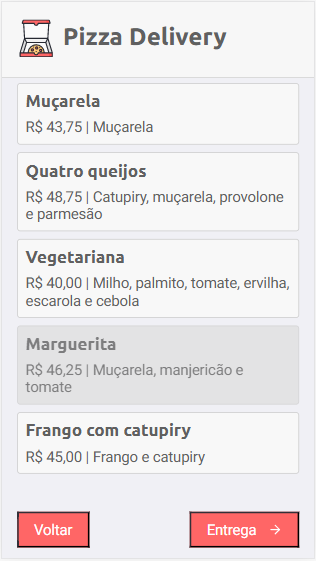 Pizza Delivery
Muçarela
R$ 43,75 | Muçarela
Quatro queijos
R$ 48,75 | Catupiry, muçarela, provolone
e parmesão
Vegetariana
R$ 40,00 | Milho, palmito, tomate, ervilha,
escarola e cebola
Marguerita
R$ 46,25 | Muçarela, manjericão e
tomate
Frango com catupiry
R$ 45,00 | Frango e catupiry
Voltar
Entrega →